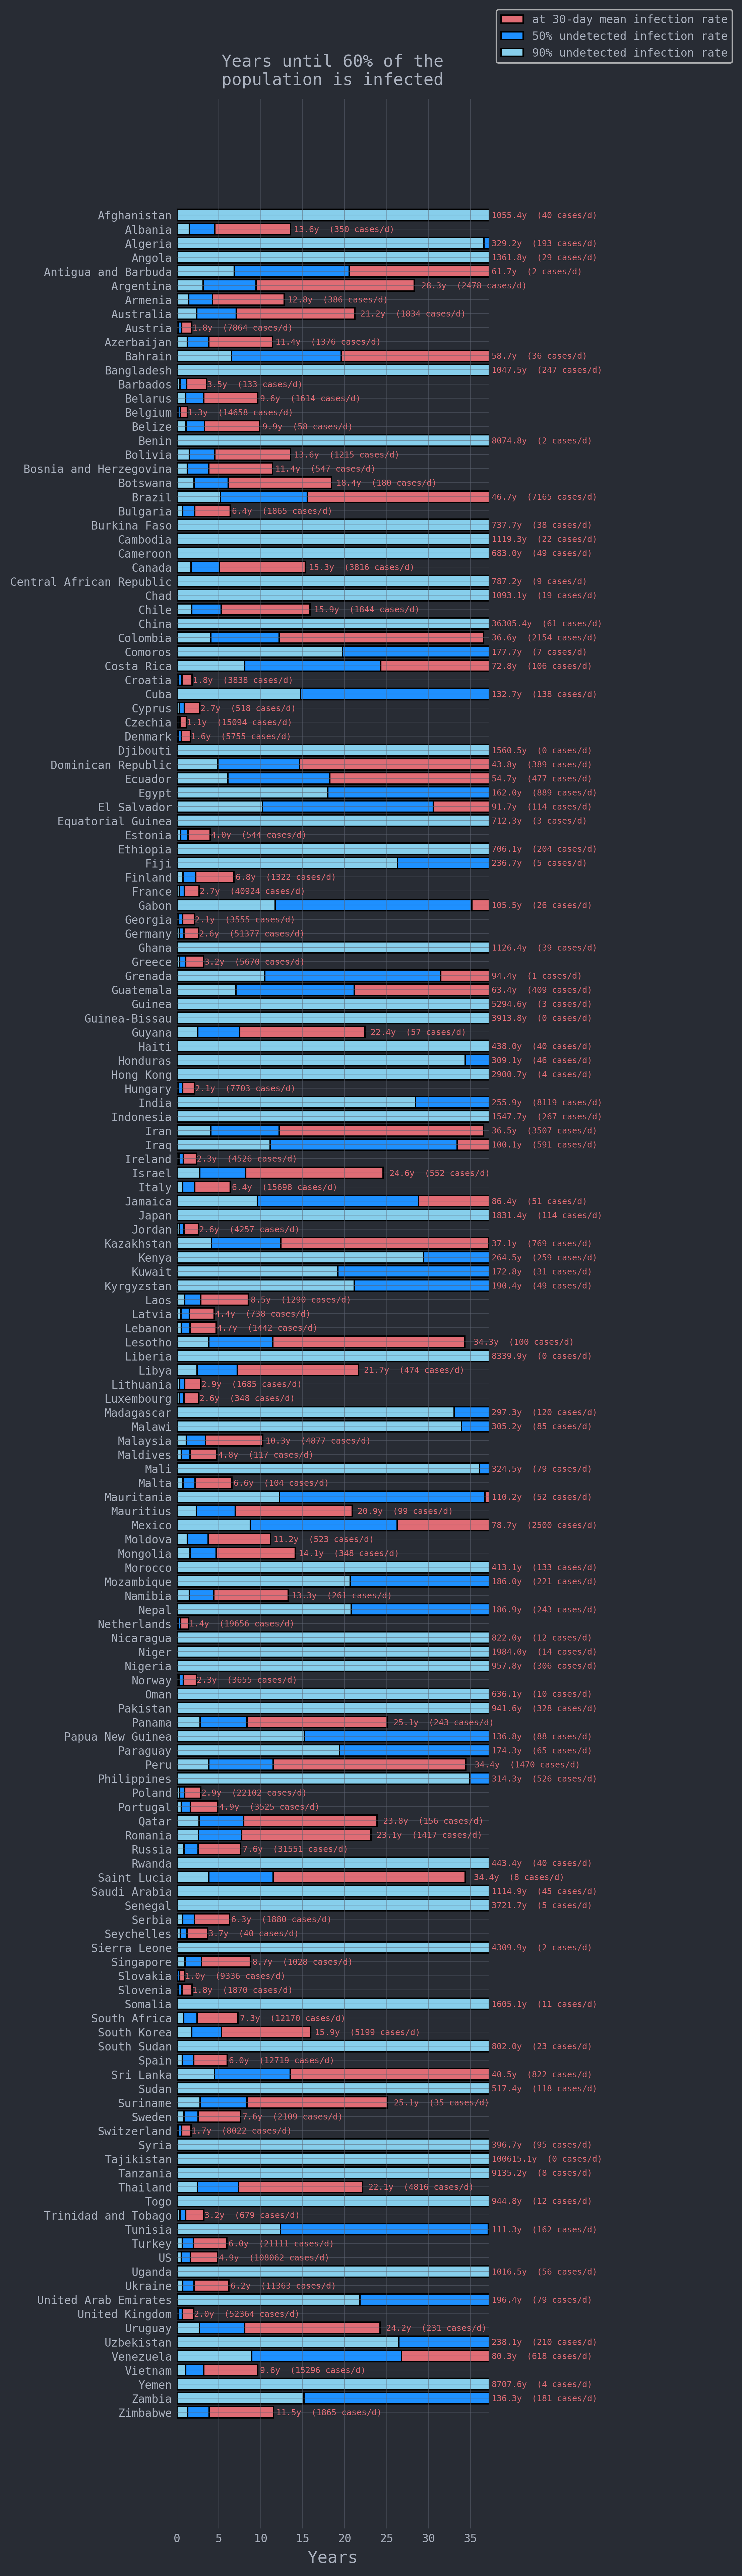 at 30-day mean infection rate
50% undetected infection rate
90% undetected infection rate
Years until 60% of the
population is infected
Afghanistan 1055.4y (40 cases/d)
Albania 13.6y (350 cases/d)
Algeria 329.2y (193 cases/d)
Angola 1361.8y (29 cases/d)
Antigua and Barbuda 61.7y (2 cases/d)
Argentina 28.3y (2478 cases/d)
Armenia 12.8y (386 cases/d)
Australia 21.2y (1834 cases/d)
Austria 1.8y (7864 cases/d)
Azerbaijan 11.4y (1376 cases/d)
Bahrain 58.7y (36 cases/d)
Bangladesh 1047.5y (247 cases/d)
Barbados 3.5y (133 cases/d)
Belarus 9.6y (1614 cases/d)
Belgium 1.3y (14658 cases/d)
Belize 9.9y (58 cases/d)
Benin 8074.8y (2 cases/d)
Bolivia 13.6y (1215 cases/d)
Bosnia and Herzegovina 11.4y (547 cases/d)
Botswana 18.4y (180 cases/d)
Brazil 46.7y (7165 cases/d)
Bulgaria 6.4y (1865 cases/d)
Burkina Faso 737.7y (38 cases/d)
Cambodia 1119.3y (22 cases/d)
Cameroon 683.0y (49 cases/d)
Canada 15.3y (3816 cases/d)
Central African Republic 787.2y (9 cases/d)
Chad 1093.1y (19 cases/d)
Chile 15.9y (1844 cases/d)
China 36305.4y (61 cases/d)
Colombia 36.6y (2154 cases/d)
Comoros 177.7y (7 cases/d)
Costa Rica 72.8y (106 cases/d)
Croatia 1.8y (3838 cases/d)
Cuba 132.7y (138 cases/d)
Cyprus 2.7y (518 cases/d)
Czechia 1.1y (15094 cases/d)
Denmark 1.6y (5755 cases/d)
Djibouti 1560.5y (0 cases/d)
Dominican Republic 43.8y (389 cases/d)
Ecuador 54.7y (477 cases/d)
Egypt 162.0y (889 cases/d)
El Salvador 91.7y (114 cases/d)
Equatorial Guinea 712.3y (3 cases/d)
Estonia 4.0y (544 cases/d)
Ethiopia 706.1y (204 cases/d)
Fiji 236.7y (5 cases/d)
Finland 6.8y (1322 cases/d)
France 2.7y (40924 cases/d)
Gabon 105.5y (26 cases/d)
Georgia 2.1y (3555 cases/d)
Germany 2.6y (51377 cases/d)
Ghana 1126.4y (39 cases/d)
Greece 3.2y (5670 cases/d)
Grenada 94.4y (1 cases/d)
Guatemala 63.4y (409 cases/d)
Guinea 5294.6y (3 cases/d)
Guinea-Bissau 3913.8y (0 cases/d)
Guyana 22.4y (57 cases/d)
Haiti 438.0y (40 cases/d)
Honduras 309.1y (46 cases/d)
Hong Kong 2900.7y (4 cases/d)
Hungary 2.1y (7703 cases/d)
India 255.9y (8119 cases/d)
Indonesia 1547.7y (267 cases/d)
Iran 36.5y (3507 cases/d)
Iraq 100.1y (591 cases/d)
Ireland 2.3y (4526 cases/d)
Israel 24.6y (552 cases/d)
Italy 6.4y (15698 cases/d)
Jamaica 86.4y (51 cases/d)
Japan 1831.4y (114 cases/d)
Jordan 2.6y (4257 cases/d)
Kazakhstan 37.1y (769 cases/d)
Kenya 264.5y (259 cases/d)
Kuwait 172.8y (31 cases/d)
Kyrgyzstan 190.4y (49 cases/d)
Laos 8.5y (1290 cases/d)
Latvia 4.4y (738 cases/d)
Lebanon 4.7y (1442 cases/d)
Lesotho 34.3y (100 cases/d)
Liberia 8339.9y (0 cases/d)
Libya 21.7y (474 cases/d)
Lithuania 2.9y (1685 cases/d)
Luxembourg 2.6y (348 cases/d)
Madagascar 297.3y (120 cases/d)
Malawi 305.2y (85 cases/d)
Malaysia 10.3y (4877 cases/d)
Maldives 4.8y (117 cases/d)
Mali 324.5y (79 cases/d)
Malta 6.6y (104 cases/d)
Mauritania 110.2y (52 cases/d)
Mauritius 20.9y (99 cases/d)
Mexico 78.7y (2500 cases/d)
Moldova 11.2y (523 cases/d)
Mongolia 14.1y (348 cases/d)
Morocco 413.1y (133 cases/d)
Mozambique 186.0y (221 cases/d)
Namibia 13.3y (261 cases/d)
Nepal 186.9y (243 cases/d)
Netherlands 1.4y (19656 cases/d)
Nicaragua 822.0y (12 cases/d)
Niger 1984.0y (14 cases/d)
Nigeria 957.8y (306 cases/d)
Norway 2.3y (3655 cases/d)
Oman 636.1y (10 cases/d)
Pakistan 941.6y (328 cases/d)
Panama 25.1y (243 cases/d)
Papua New Guinea 136.8y (88 cases/d)
Paraguay 174.3y (65 cases/d)
Peru 34.4y (1470 cases/d)
Philippines 314.3y (526 cases/d)
Poland 2.9y (22102 cases/d)
Portugal 4.9y (3525 cases/d)
Qatar 23.8y (156 cases/d)
Romania 23.1y (1417 cases/d)
Russia 7.6y (31551 cases/d)
Rwanda 443.4y (40 cases/d)
Saint Lucia 34.4y (8 cases/d)
Saudi Arabia 1114.9y (45 cases/d)
Senegal 3721.7y (5 cases/d)
Serbia 6.3y (1880 cases/d)
Seychelles 3.7y (40 cases/d)
Sierra Leone 4309.9y (2 cases/d)
Singapore 8.7y (1028 cases/d)
Slovakia 1.0y (9336 cases/d)
Slovenia 1.8y (1870 cases/d)
Somalia 1605.1y (11 cases/d)
South Africa 7.3y (12170 cases/d)
South Korea 15.9y (5199 cases/d)
South Sudan 802.0y (23 cases/d)
Spain 6.0y (12719 cases/d)
Sri Lanka 40.5y (822 cases/d)
Sudan 517.4y (118 cases/d)
Suriname 25.1y (35 cases/d)
Sweden 7.6y (2109 cases/d)
Switzerland 1.7y (8022 cases/d)
Syria 396.7y (95 cases/d)
Tajikistan 100615.1y (0 cases/d)
Tanzania 9135.2y (8 cases/d)
Thailand 22.1y (4816 cases/d)
Togo 944.8y (12 cases/d)
Trinidad and Tobago 3.2y (679 cases/d)
Tunisia 111.3y (162 cases/d)
Turkey 6.0y (21111 cases/d)
US 4.9y (108062 cases/d)
Uganda 1016.5y (56 cases/d)
Ukraine 6.2y (11363 cases/d)
United Arab Emirates 196.4y (79 cases/d)
United Kingdom 2.0y (52364 cases/d)
Uruguay 24.2y (231 cases/d)
Uzbekistan 238.1y (210 cases/d)
Venezuela 80.3y (618 cases/d)
Vietnam 9.6y (15296 cases/d)
Yemen 8707.6y (4 cases/d)
Zambia 136.3y (181 cases/d)
Zimbabwe 11.5y (1865 cases/d)
0 5 10 15 20 25 30 35
Years